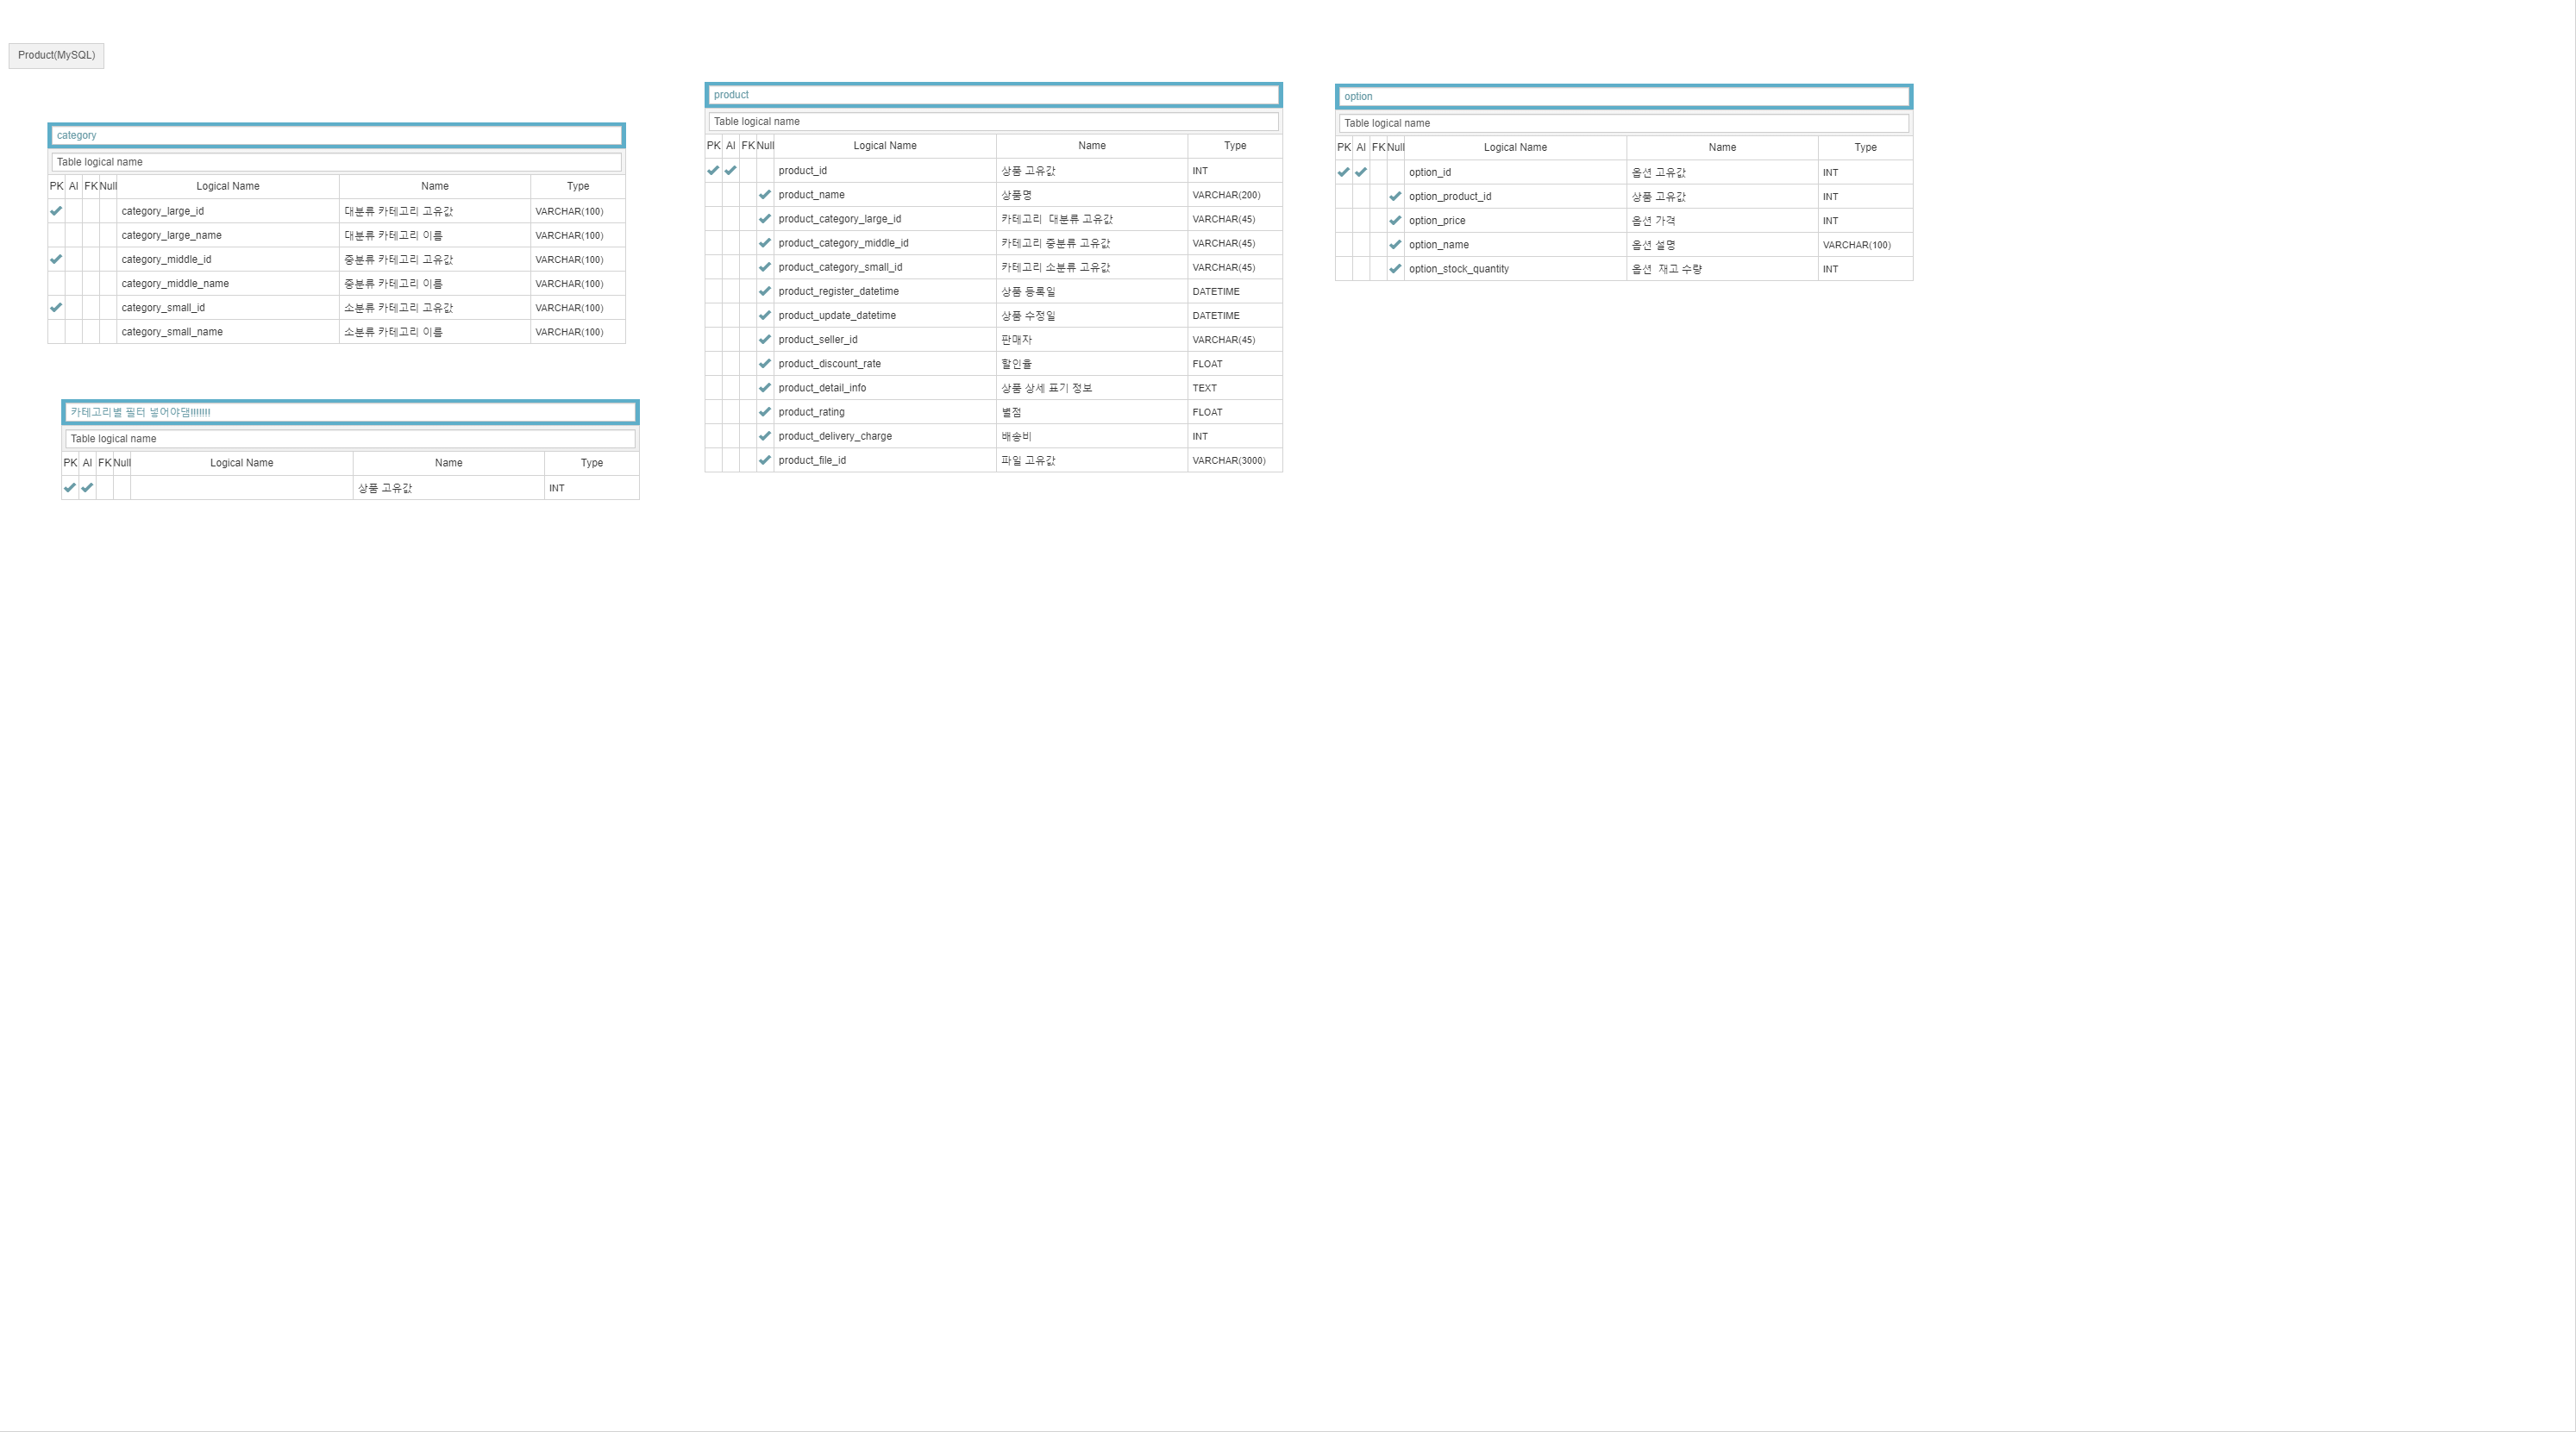 Product(MySQL)
category
Table logical name
PK AI FK Null Logical Name Name Type
category_large_id 대분류 카테고리 고유값 VARCHAR(100)
category_large_name 대분류 카테고리 이름 VARCHAR(100)
category_middle_id 중분류 카테고리 고유값 VARCHAR(100)
category_middle_name 중분류 카테고리 이름 VARCHAR(100)
category_small_id 소분류 카테고리 고유값 VARCHAR(100)
category_small_name 소분류 카테고리 이름 VARCHAR(100)
카테고리별 필터 넣어야댐!!!!!!!
Table logical name
PK AI FK Null Logical Name Name Type
상품 고유값 INT
product
Table logical name
PK AI FK Null Logical Name Name Type
product_id 상품 고유값 INT
product_name 상품명 VARCHAR(200)
product_category_large_id 카테고리  대분류 고유값 VARCHAR(45)
product_category_middle_id 카테고리 중분류 고유값 VARCHAR(45)
product_category_small_id 카테고리 소분류 고유값 VARCHAR(45)
product_register_datetime 상품 등록일 DATETIME
product_update_datetime 상품 수정일 DATETIME
product_seller_id 판매자 VARCHAR(45)
product_discount_rate 할인율 FLOAT
product_detail_info 상품 상세 표기 정보 TEXT
product_rating 별점 FLOAT
product_delivery_charge 배송비 INT
product_file_id 파일 고유값 VARCHAR(3000)
option
Table logical name
PK AI FK Null Logical Name Name Type
option_id 옵션 고유값 INT
option_product_id 상품 고유값 INT
option_price 옵션 가격 INT
option_name 옵션 설명 VARCHAR(100)
option_stock_quantity 옵션  재고 수량 INT